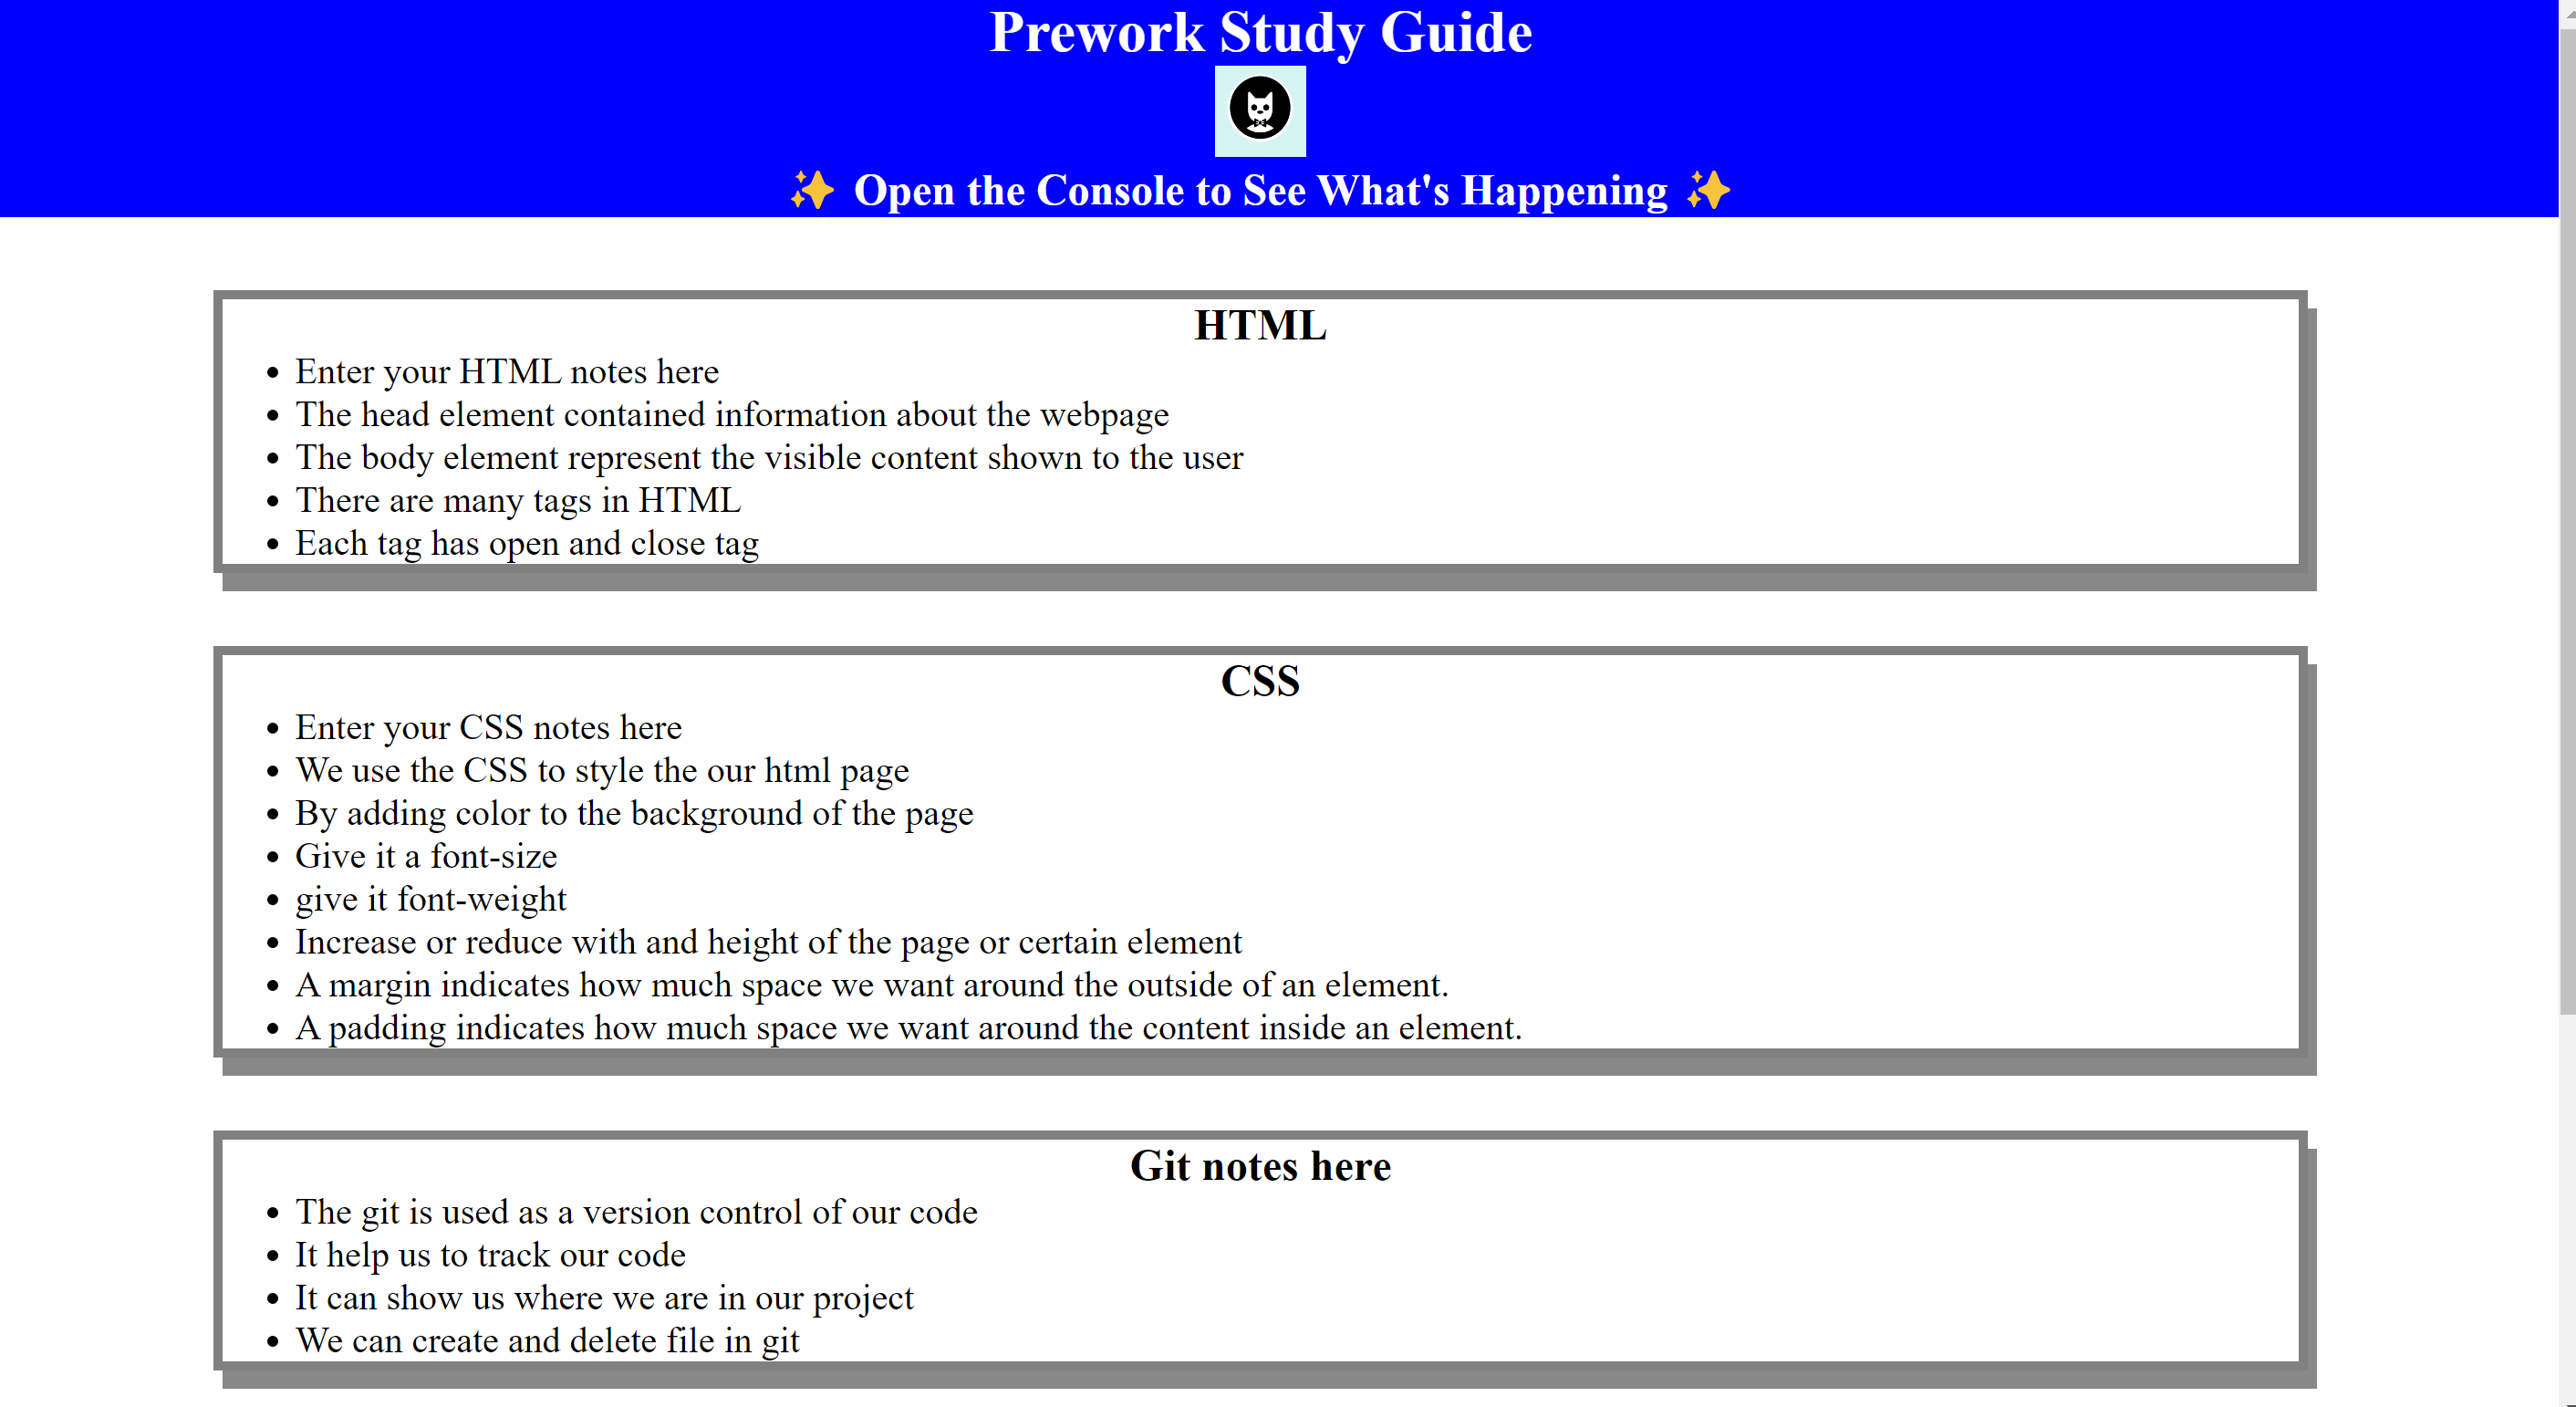 Prework Study Guide
✨ Open the Console to See What's Happening ✨
HTML
• Enter your HTML notes here
• The head element contained information about the webpage
• The body element represent the visible content shown to the user
• There are many tags in HTML
• Each tag has open and close tag
CSS
• Enter your CSS notes here
• We use the CSS to style the our html page
• By adding color to the background of the page
• Give it a font-size
• give it font-weight
• Increase or reduce with and height of the page or certain element
• A margin indicates how much space we want around the outside of an element.
• A padding indicates how much space we want around the content inside an element.
Git notes here
• The git is used as a version control of our code
• It help us to track our code
• It can show us where we are in our project
• We can create and delete file in git